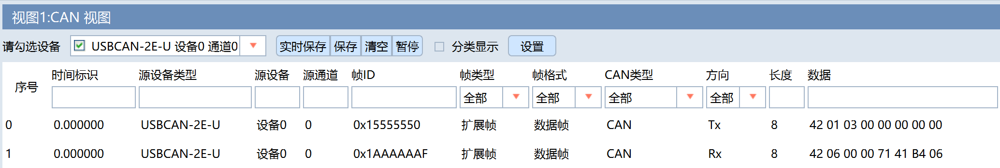 视图1:CAN 视图
请勾选设备 USBCAN-2E-U 设备0 通道0 实时保存 保存 清空 暂停 分类显示 设置
序号 时间标识 源设备类型 源设备 源通道 帧ID 帧类型 帧格式 CAN类型 方向 长度 数据
全部 全部 全部 全部
0 0.000000 USBCAN-2E-U 设备0 0 0x15555550 扩展帧 数据帧 CAN Tx 8 42 01 03 00 00 00 00 00
1 0.000000 USBCAN-2E-U 设备0 0 0x1AAAAAAF 扩展帧 数据帧 CAN Rx 8 42 06 00 00 71 41 B4 06